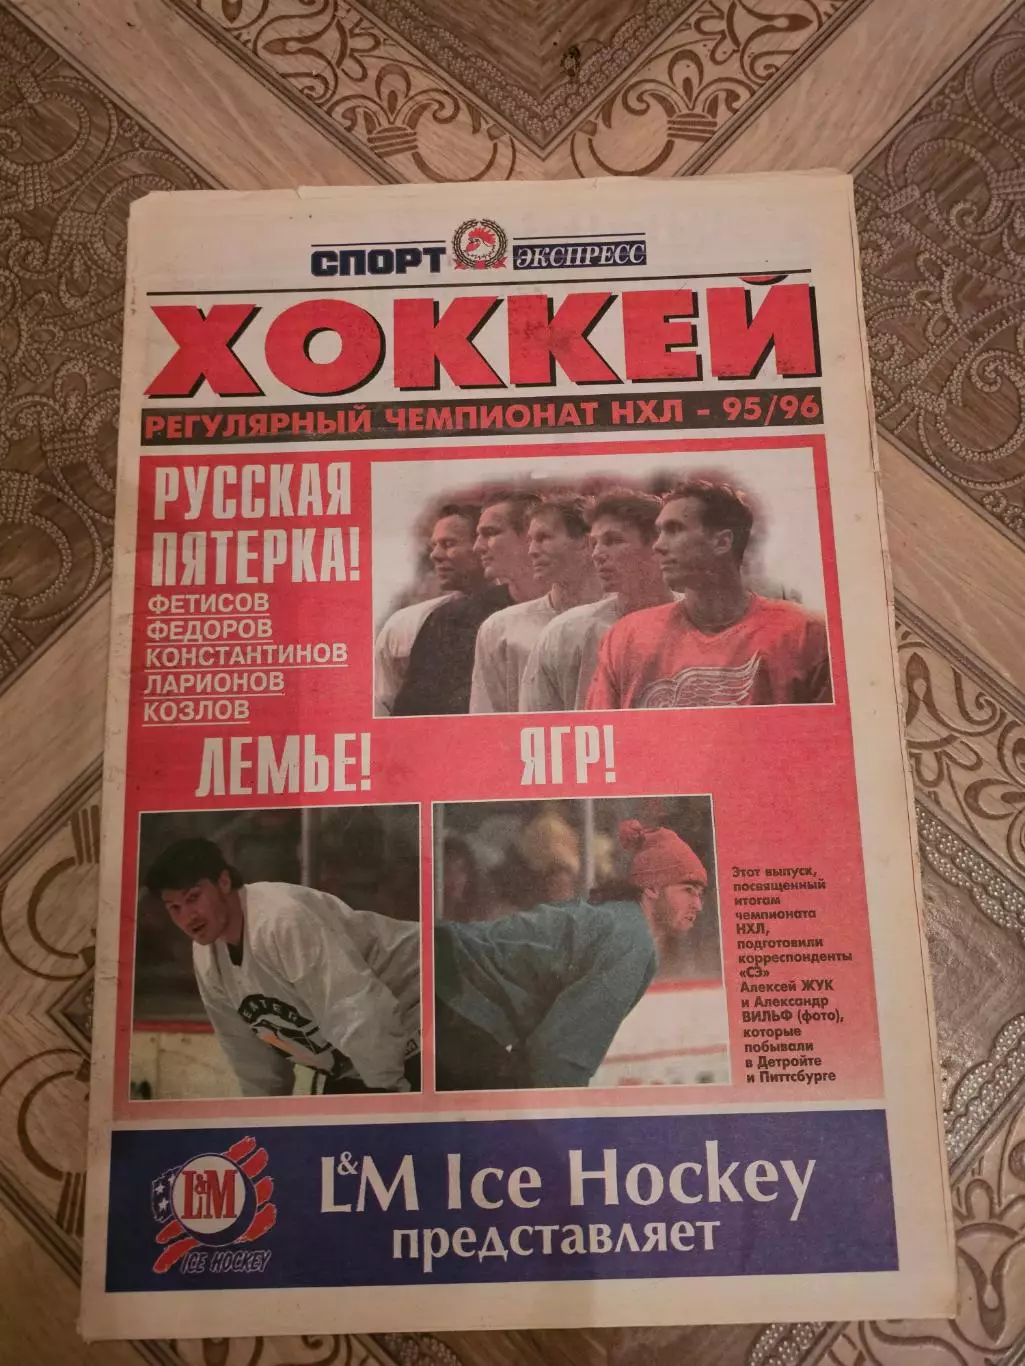 СПОРТ ЭКСПРЕСС
ХОККЕЙ
РЕГУЛЯРНЫЙ ЧЕМПИОНАТ НХЛ - 95/96
РУССКАЯ
ПЯТЕРКА!
ФЕТИСОВ
ФЕДОРОВ
КОНСТАНТИНОВ
ЛАРИОНОВ
КОЗЛОВ
ЛЕМЬЕ! ЯГР!
Этот выпуск,
посвященный
итогам
чемпионата
НХЛ,
подготовили
корреспонденты
«СЭ»
Алексей ЖУК
и Александр
ВИЛЬФ (фото),
которые
побывали
в Детройте
и Питтсбурге
L&M
ICE HOCKEY
L&M Ice Hockey
представляет